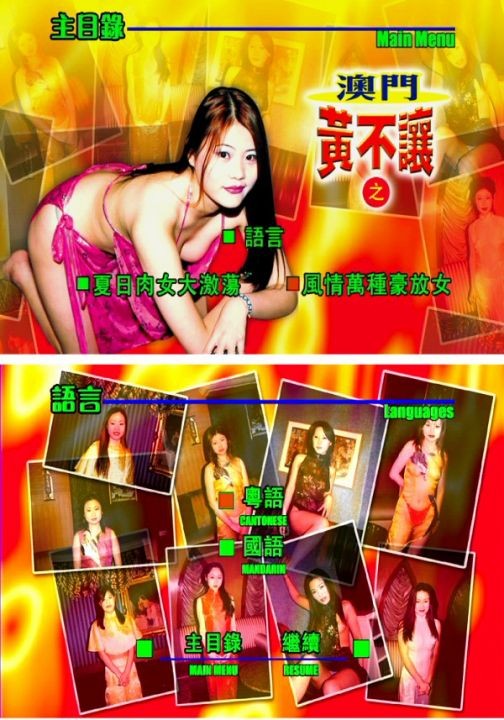 主目錄
Main Menu
澳門
黃不讓
之
語言
夏日肉女大激蕩
風情萬種豪放女
語言
Languages
粵語
CANTONESE
國語
MANDARIN
主目錄
MAIN MENU
繼續
RESUME